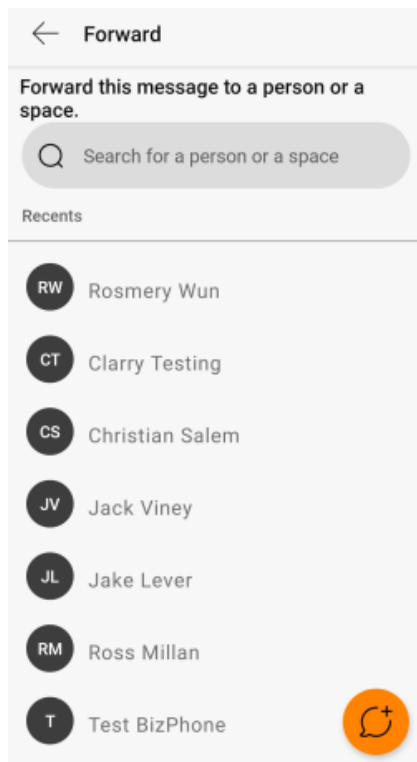 Forward
Forward this message to a person or a
space.
Search for a person or a space
Recents
RW Rosmery Wun
CT Clarry Testing
CS Christian Salem
JV Jack Viney
JL Jake Lever
RM Ross Millan
T Test BizPhone